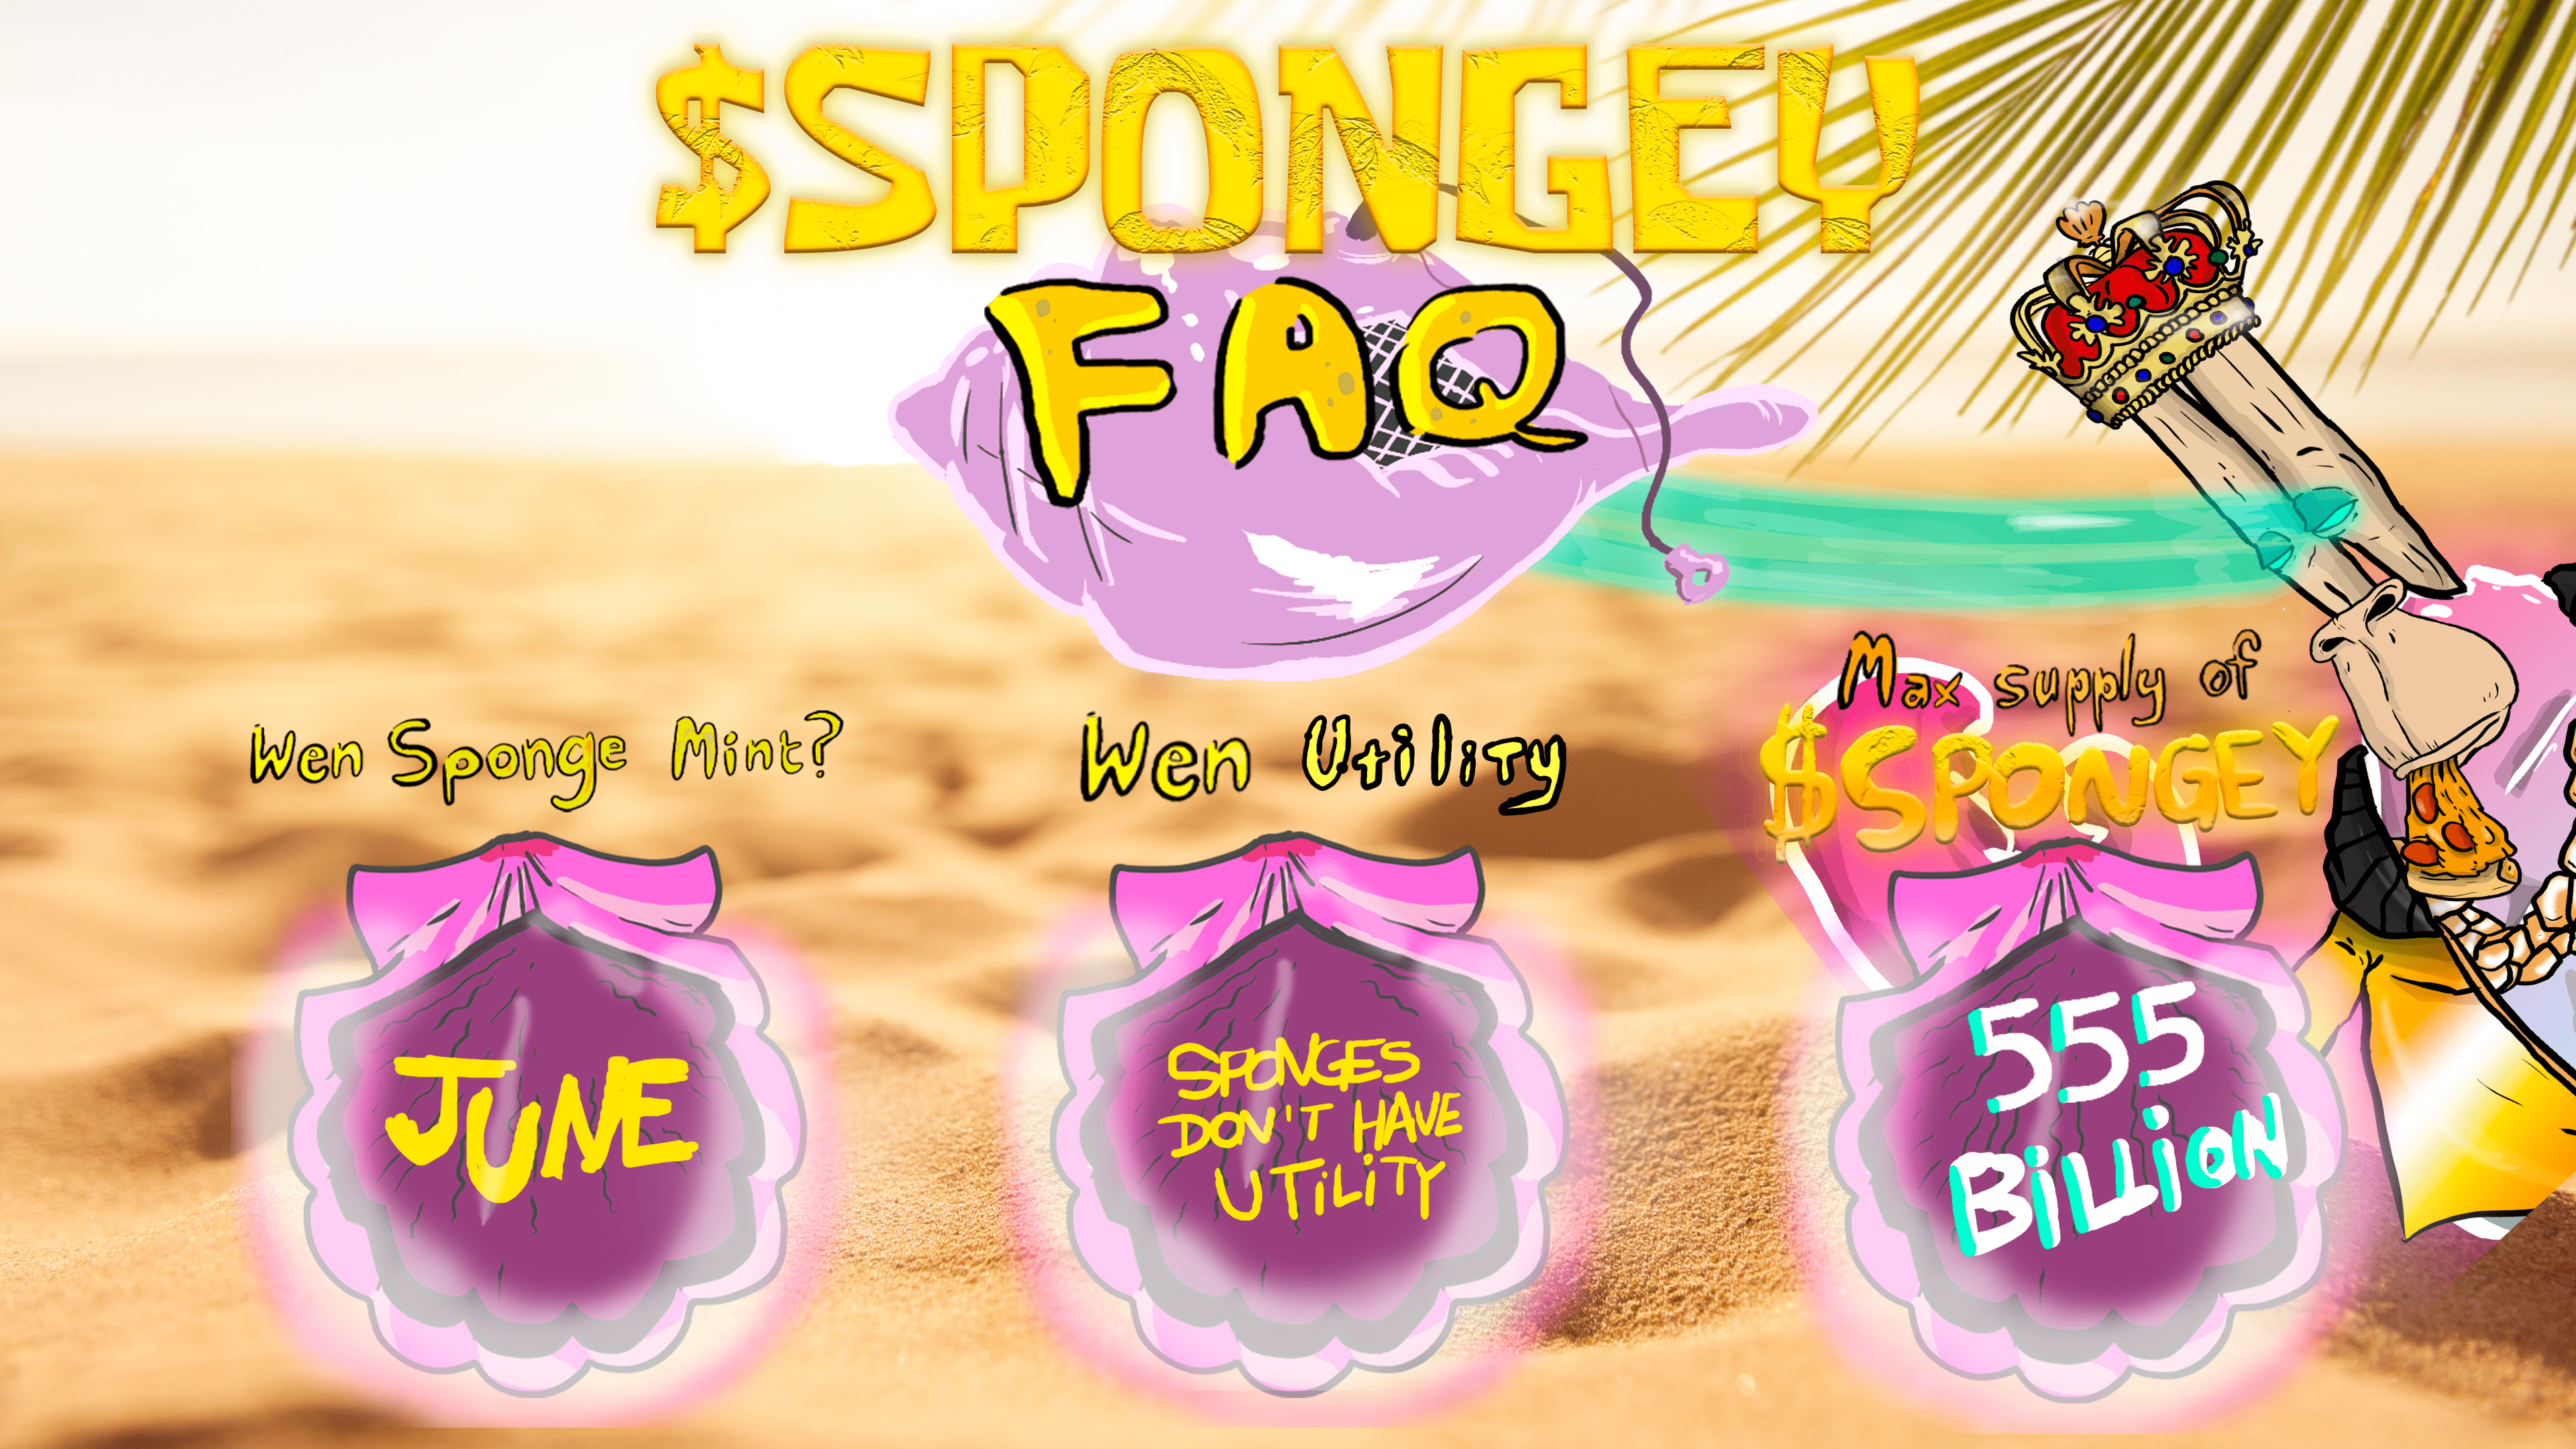 $SPONGEY
FAQ
Wen Sponge Mint?
JUNE
Wen Utility
SPONGES
DON'T HAVE
UTiLiTY
Max supply of
$SPONGEY
555
BiLLiON